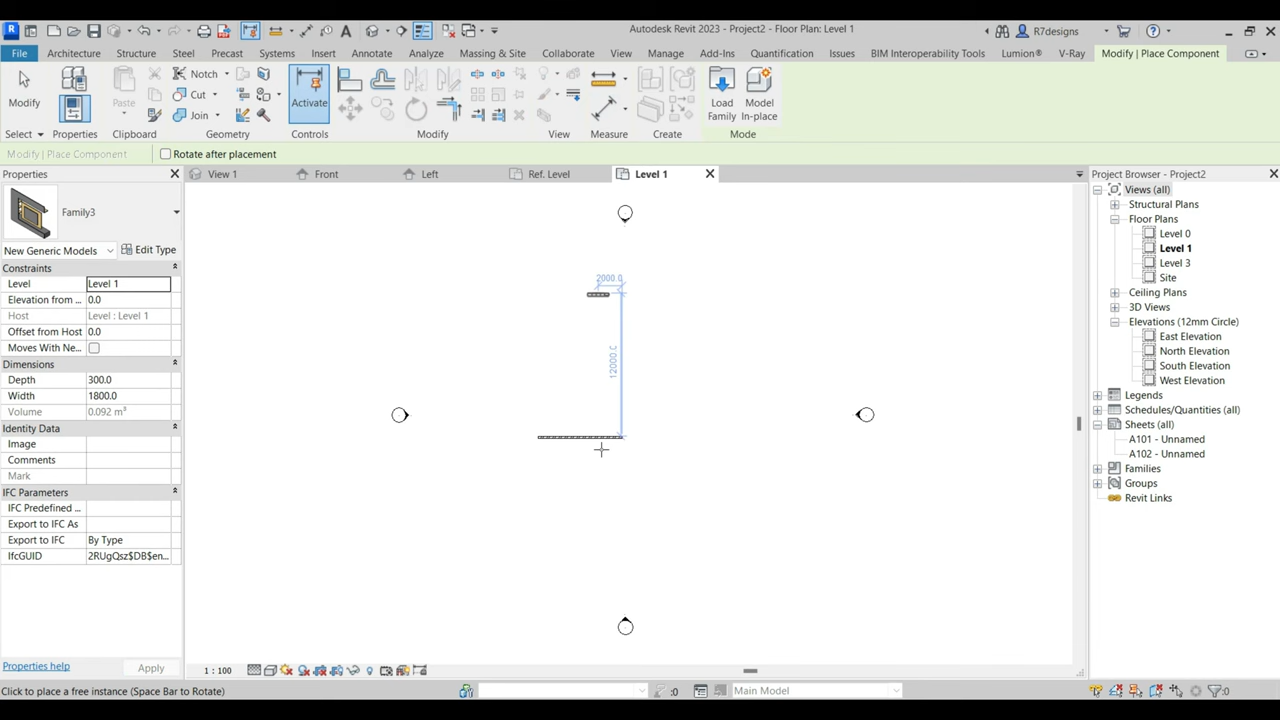 Autodesk Revit 2023 - Project2 - Floor Plan: Level 1
R7designs
File Architecture Structure Steel Precast Systems Insert Annotate Analyze Massing & Site Collaborate View Manage Add-Ins Quantification Issues BIM Interoperability Tools Lumion® V-Ray Modify | Place Component
Notch
Cut
Join
Modify
Paste
Activate
Load Family
Model In-place
Select Properties Clipboard Geometry Controls Modify View Measure Create Mode
Modify | Place Component
Rotate after placement
Properties
View 1
Front
Left
Ref. Level
Level 1
Project Browser - Project2
Family3
New Generic Models
Edit Type
Constraints
Level Level 1
Elevation from ... 0.0
Host Level : Level 1
Offset from Host 0.0
Moves With Ne...
Dimensions
Depth 300.0
Width 1800.0
Volume 0.092 m³
Identity Data
Image
Comments
Mark
IFC Parameters
IFC Predefined ...
Export to IFC As
Export to IFC By Type
IfcGUID 2RUgQsz$DB$en...
Properties help
Apply
2000.0
12000.0
Views (all)
Structural Plans
Floor Plans
Level 0
Level 1
Level 3
Site
Ceiling Plans
3D Views
Elevations (12mm Circle)
East Elevation
North Elevation
South Elevation
West Elevation
Legends
Schedules/Quantities (all)
Sheets (all)
A101 - Unnamed
A102 - Unnamed
Families
Groups
Revit Links
1 : 100
Click to place a free instance (Space Bar to Rotate)
:0
Main Model
:0